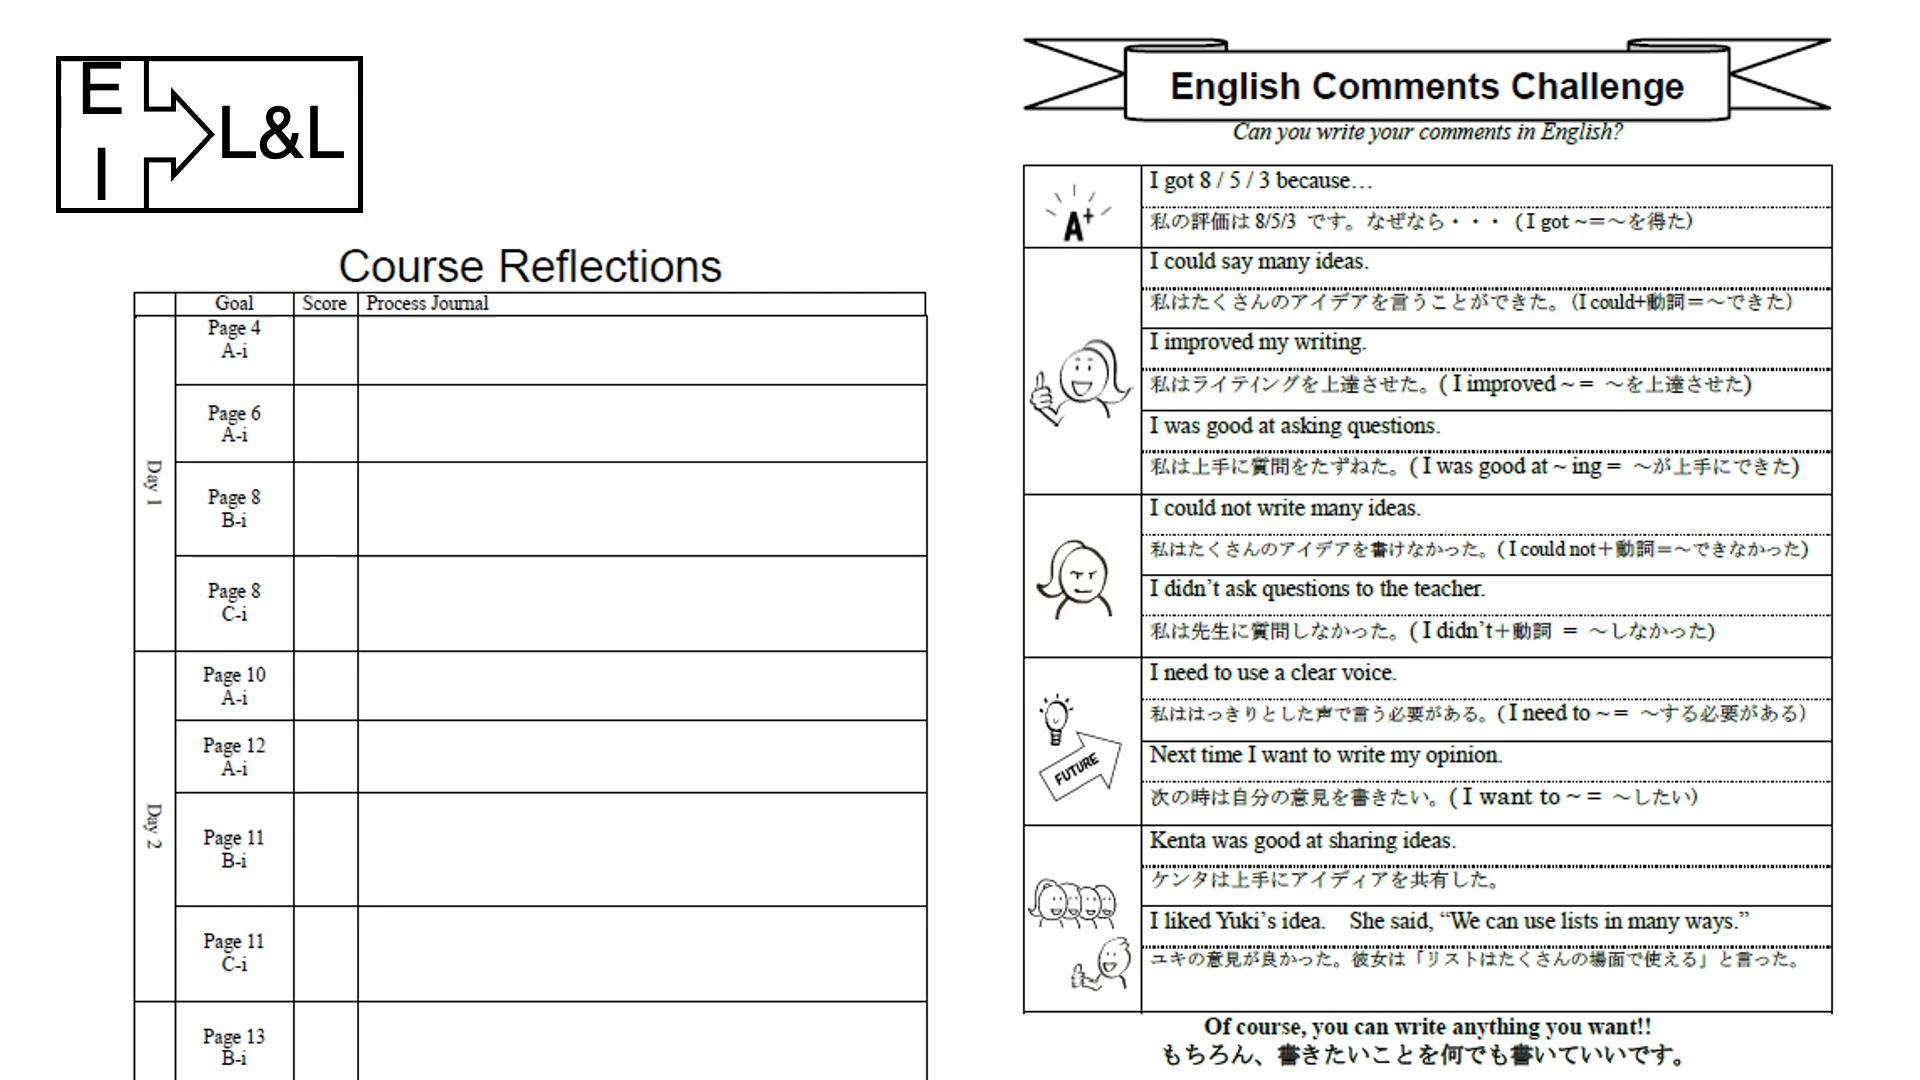 E
I
L&L
Course Reflections
Goal Score Process Journal
Day 1
Page 4
A-i
Page 6
A-i
Page 8
B-i
Page 8
C-i
Day 2
Page 10
A-i
Page 12
A-i
Page 11
B-i
Page 11
C-i
Page 13
B-i
English Comments Challenge
Can you write your comments in English?
A+
I got 8 / 5 / 3 because…
私の評価は 8/5/3 です。なぜなら・・・（I got ~＝～を得た）
I could say many ideas.
私はたくさんのアイデアを言うことができた。（I could+動詞＝～できた）
I improved my writing.
私はライティングを上達させた。( I improved ~ = ～を上達させた)
I was good at asking questions.
私は上手に質問をたずねた。( I was good at ~ ing = ～が上手にできた)
I could not write many ideas.
私はたくさんのアイデアを書けなかった。( I could not＋動詞＝～できなかった)
I didn’t ask questions to the teacher.
私は先生に質問しなかった。( I didn’t＋動詞 = ～しなかった)
FUTURE
I need to use a clear voice.
私ははっきりとした声で言う必要がある。( I need to ~ = ～する必要がある）
Next time I want to write my opinion.
次の時は自分の意見を書きたい。( I want to ~ = ～したい）
Kenta was good at sharing ideas.
ケンタは上手にアイディアを共有した。
I liked Yuki’s idea. She said, “We can use lists in many ways.”
ユキの意見が良かった。彼女は「リストはたくさんの場面で使える」と言った。
Of course, you can write anything you want!!
もちろん、書きたいことを何でも書いていいです。